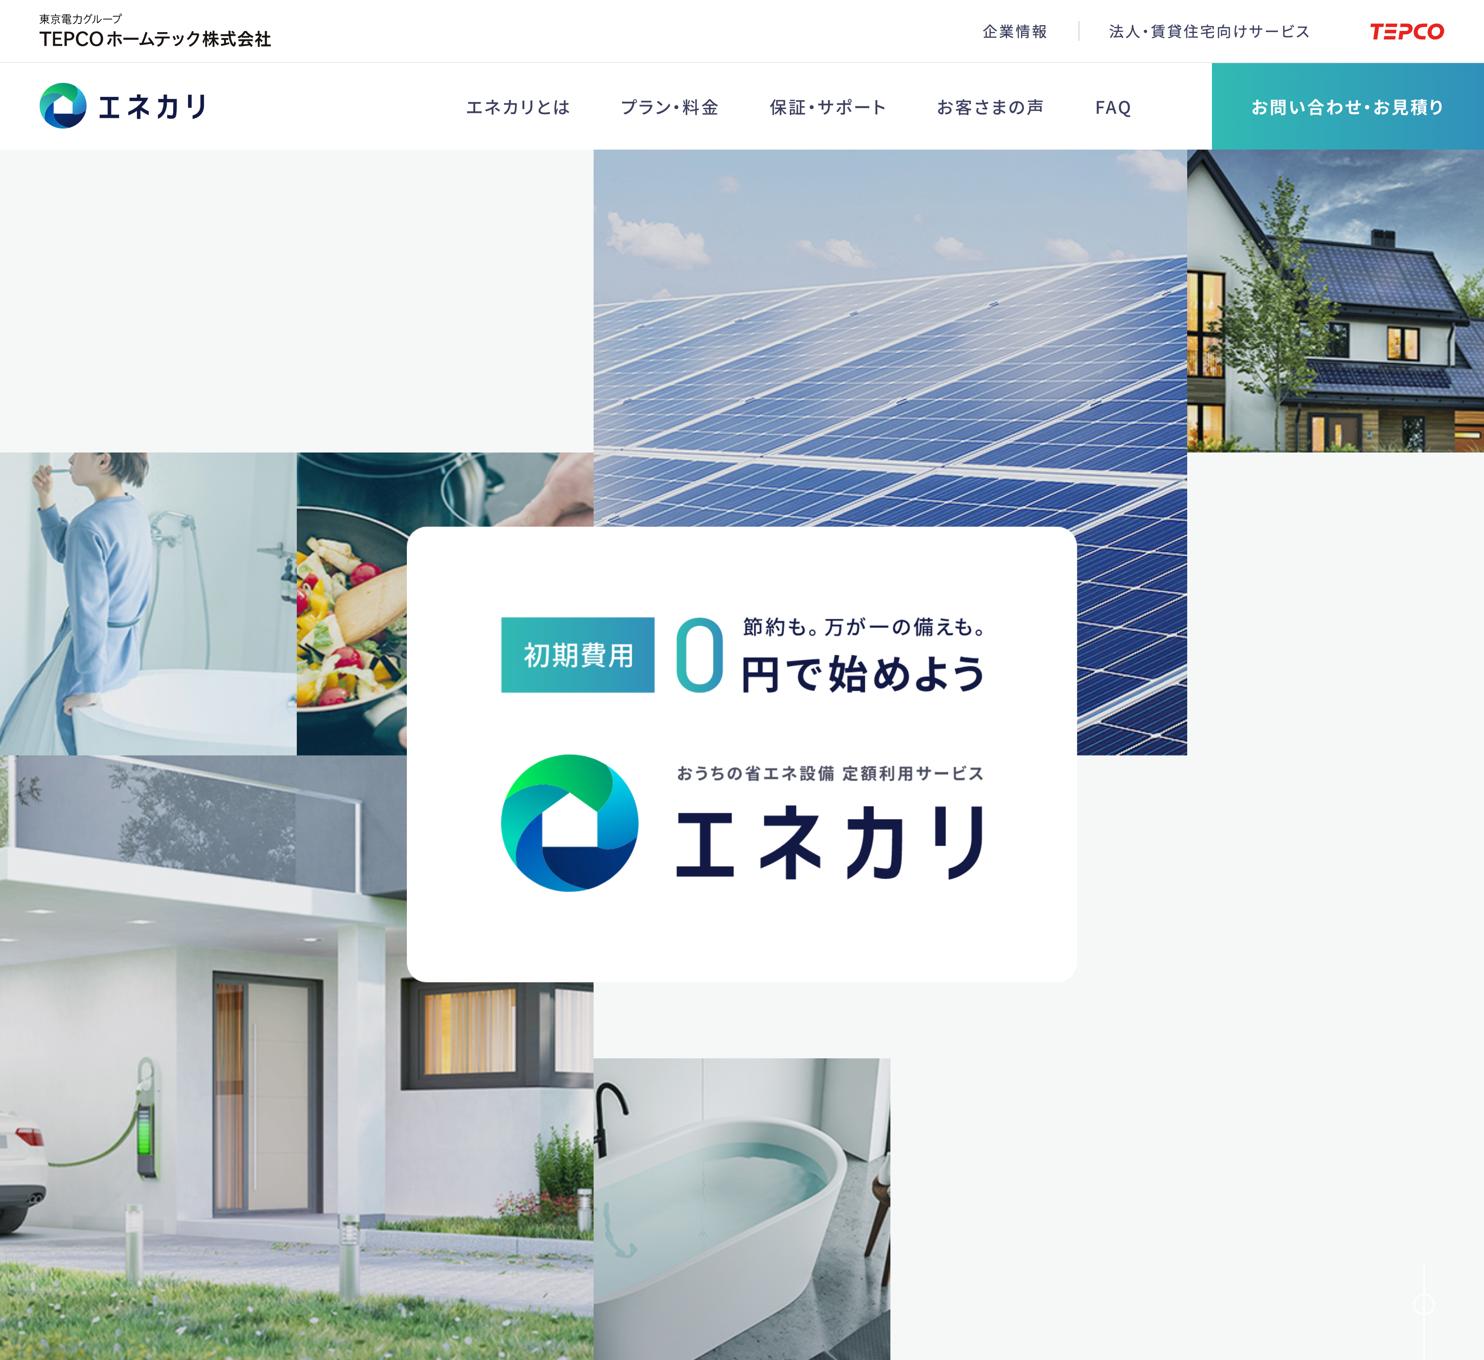 東京電力グループ
TEPCOホームテック株式会社
企業情報
法人・賃貸住宅向けサービス
TEPCO
エネカリ
エネカリとは
プラン・料金
保証・サポート
お客さまの声
FAQ
お問い合わせ・お見積り
節約も。万が一の備えも。
初期費用 0 円で始めよう
おうちの省エネ設備 定額利用サービス
エネカリ